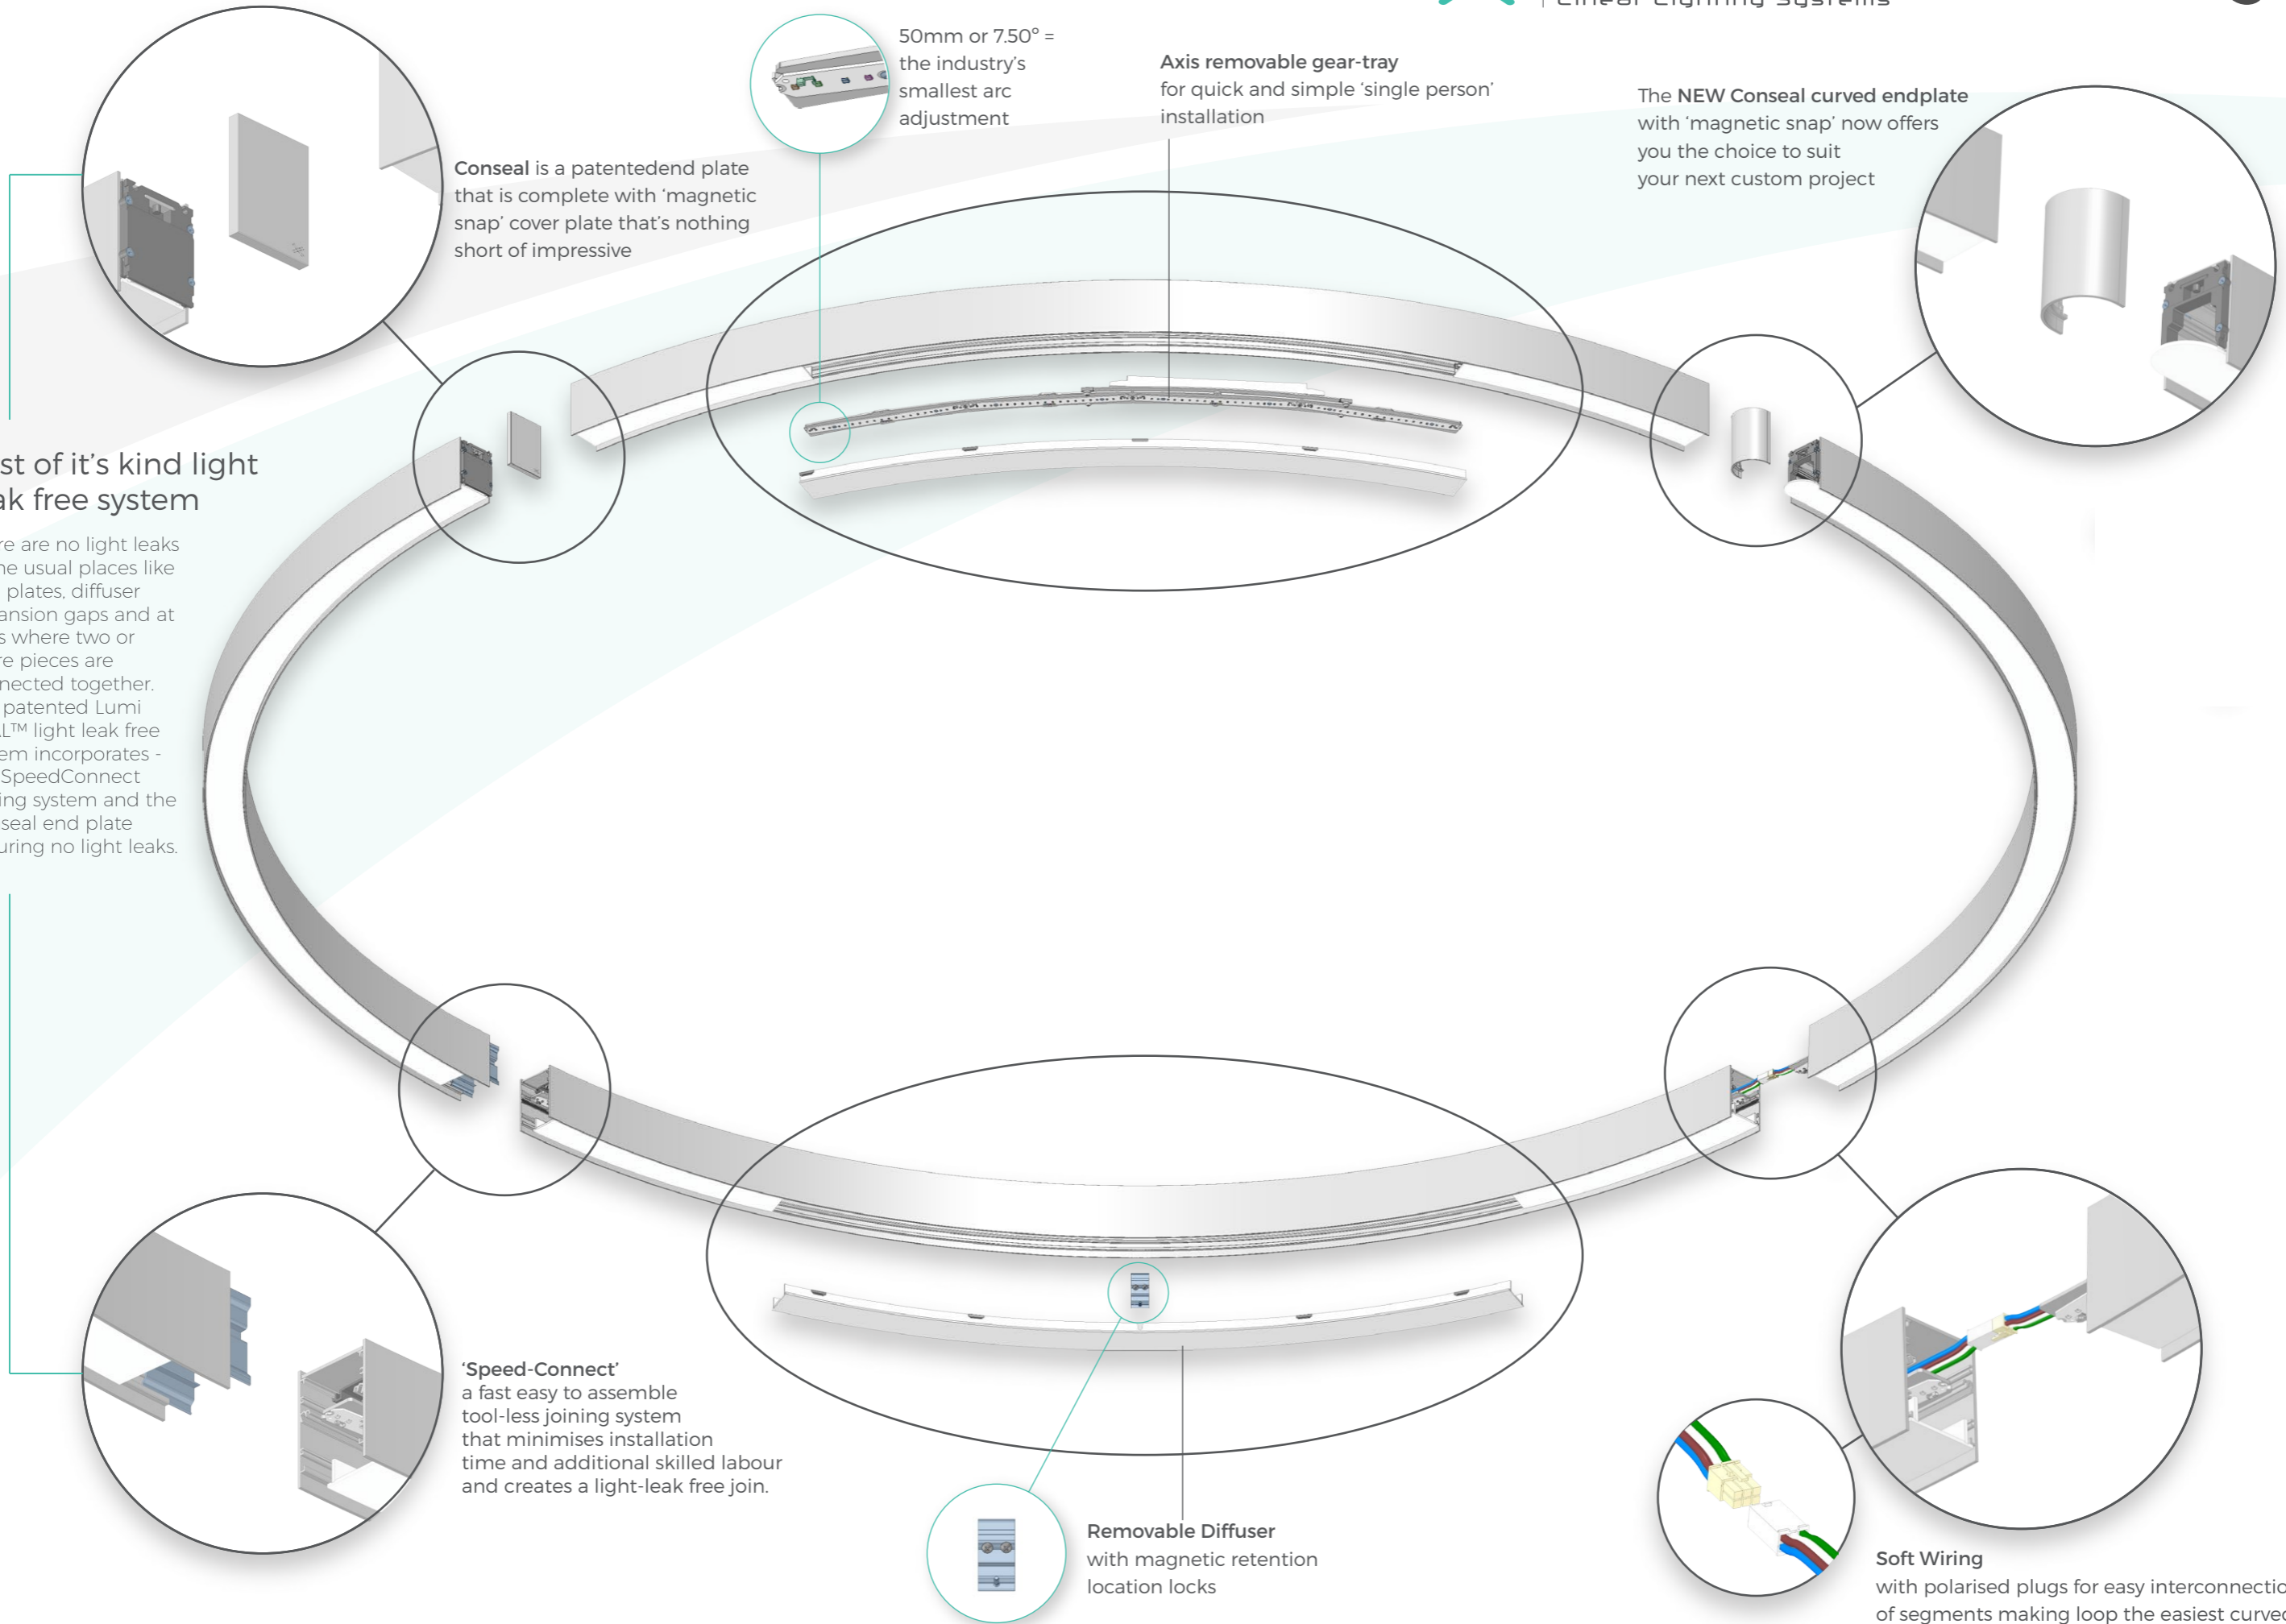 Linear Lighting Systems
50mm or 7.50° =
the industry's
smallest arc
adjustment
Axis removable gear-tray
for quick and simple 'single person'
installation
The NEW Conseal curved endplate
with 'magnetic snap' now offers
you the choice to suit
your next custom project
Conseal is a patentedend plate
that is complete with 'magnetic
snap' cover plate that's nothing
short of impressive
st of it's kind light
ak free system
re are no light leaks
he usual places like
plates, diffuser
ansion gaps and at
s where two or
re pieces are
nected together.
patented Lumi
AL™ light leak free
em incorporates -
SpeedConnect
ing system and the
seal end plate
uring no light leaks.
'Speed-Connect'
a fast easy to assemble
tool-less joining system
that minimises installation
time and additional skilled labour
and creates a light-leak free join.
Removable Diffuser
with magnetic retention
location locks
Soft Wiring
with polarised plugs for easy interconnectio
of segments making loop the easiest curved